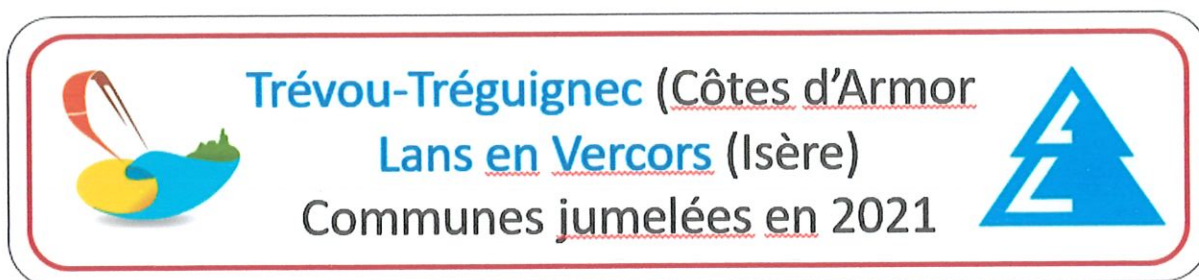 Trévou-Tréguignec (Côtes d'Armor
Lans en Vercors (Isère)
Communes jumelées en 2021